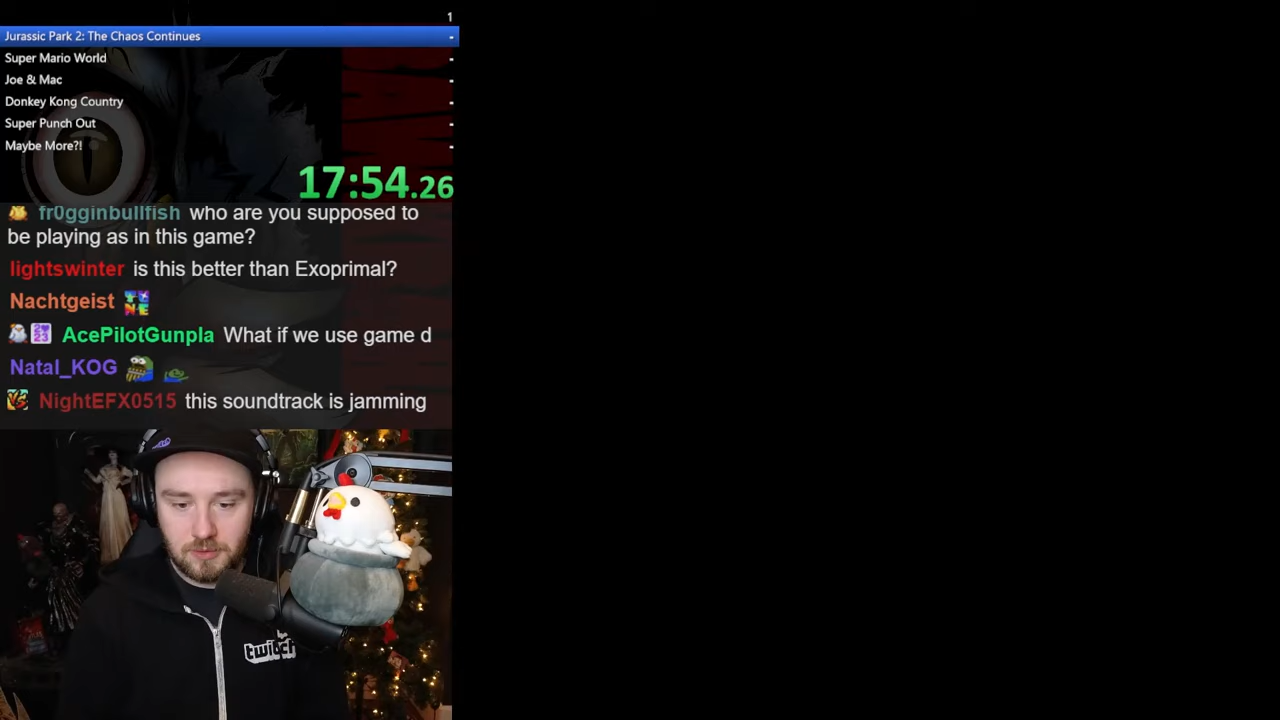 1
Jurassic Park 2: The Chaos Continues -
Super Mario World -
Joe & Mac -
Donkey Kong Country -
Super Punch Out -
Maybe More?! -
17:54.26
fr0gginbullfish who are you supposed to
be playing as in this game?
lightswinter is this better than Exoprimal?
Nachtgeist
AcePilotGunpla What if we use game d
Natal_KOG
NightEFX0515 this soundtrack is jamming
twitch